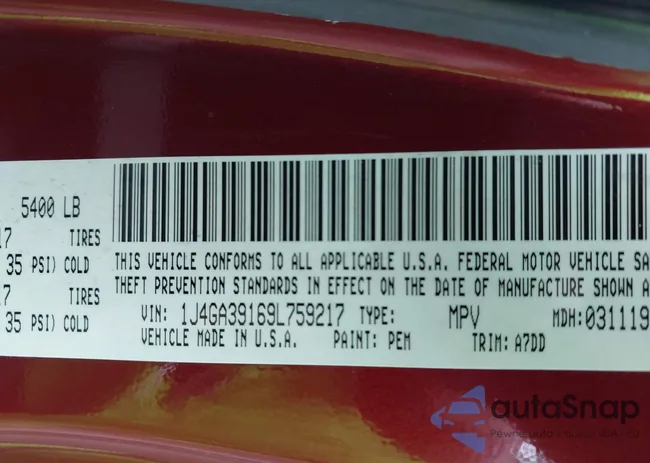 5400 LB
17 TIRES
35 PSI) COLD
17 TIRES
35 PSI) COLD
THIS VEHICLE CONFORMS TO ALL APPLICABLE U.S.A. FEDERAL MOTOR VEHICLE SA
THEFT PREVENTION STANDARDS IN EFFECT ON THE DATE OF MANUFACTURE SHOWN A
VIN: 1J4GA39169L759217 TYPE: MPV MDH:031119
VEHICLE MADE IN U.S.A. PAINT: PEM TRIM: A7DD
autaSnap